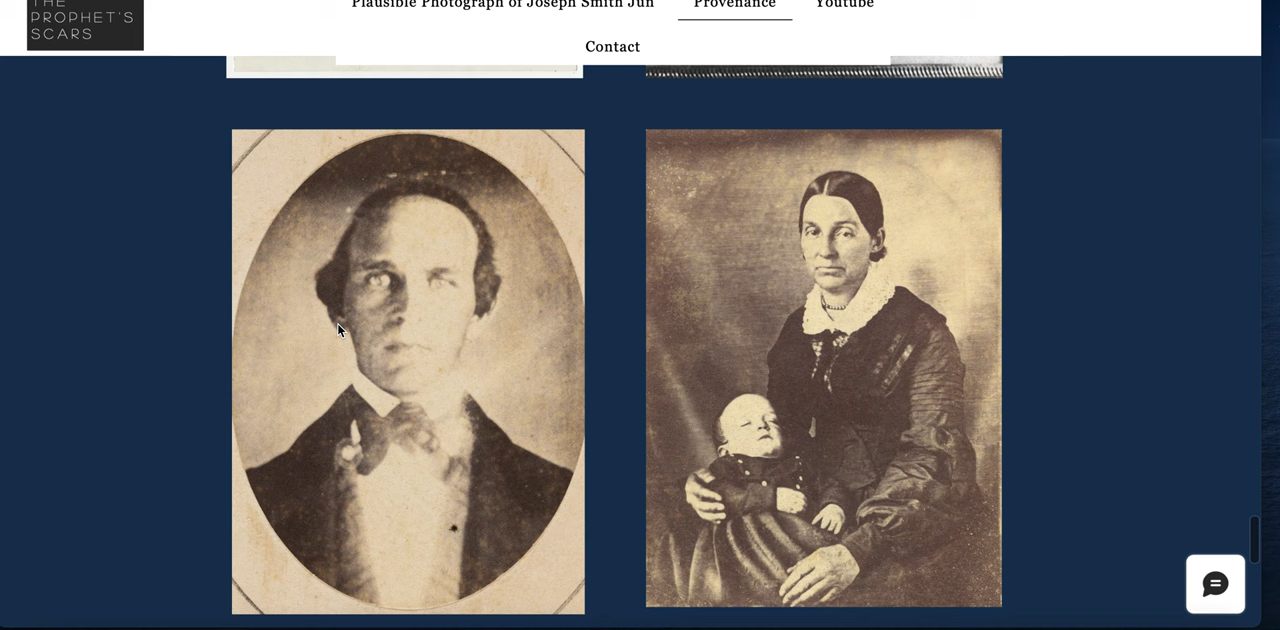 THE
PROPHET'S
SCARS
Plausible Photograph of Joseph Smith Jun
Provenance
Youtube
Contact